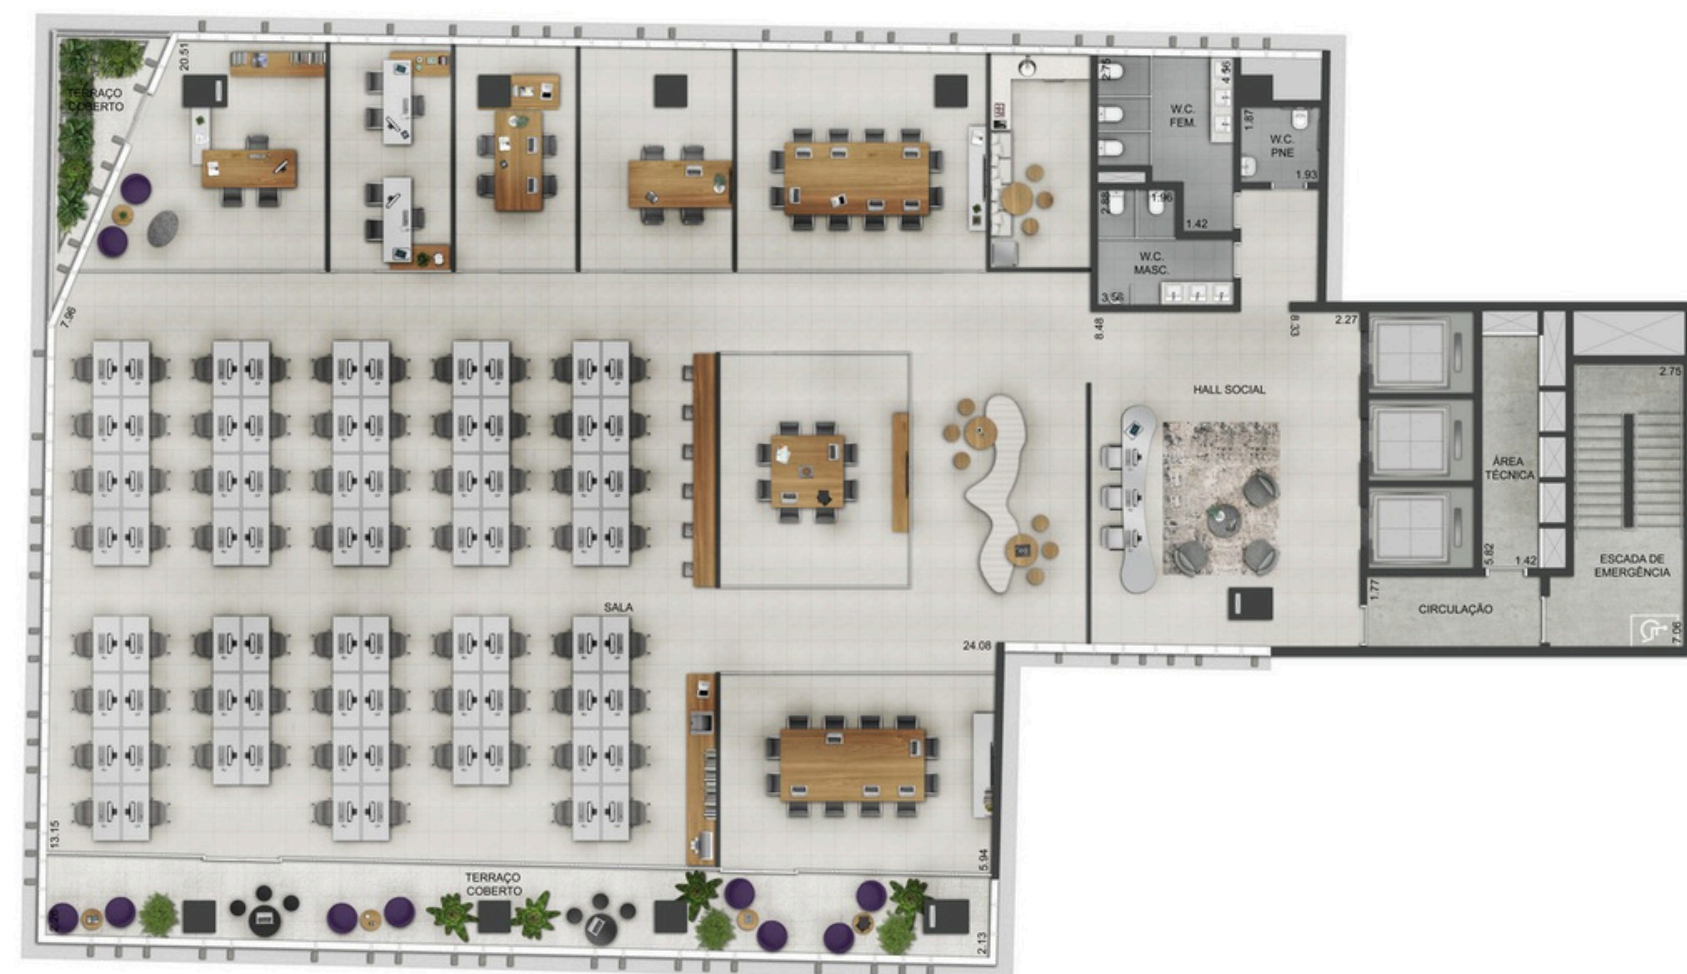 20.51
TERRAÇO
COBERTO
7.96
2.75
4.56
W.C.
FEM.
1.87
W.C.
PNE
1.93
2.88
1.96
1.42
W.C.
MASC.
3.56
8.48
8.33
2.27
HALL SOCIAL
2.75
ÁREA
TÉCNICA
5.82
1.42
ESCADA DE
EMERGÊNCIA
1.77
CIRCULAÇÃO
7.06
SALA
24.08
13.15
5.94
TERRAÇO
COBERTO
2.13